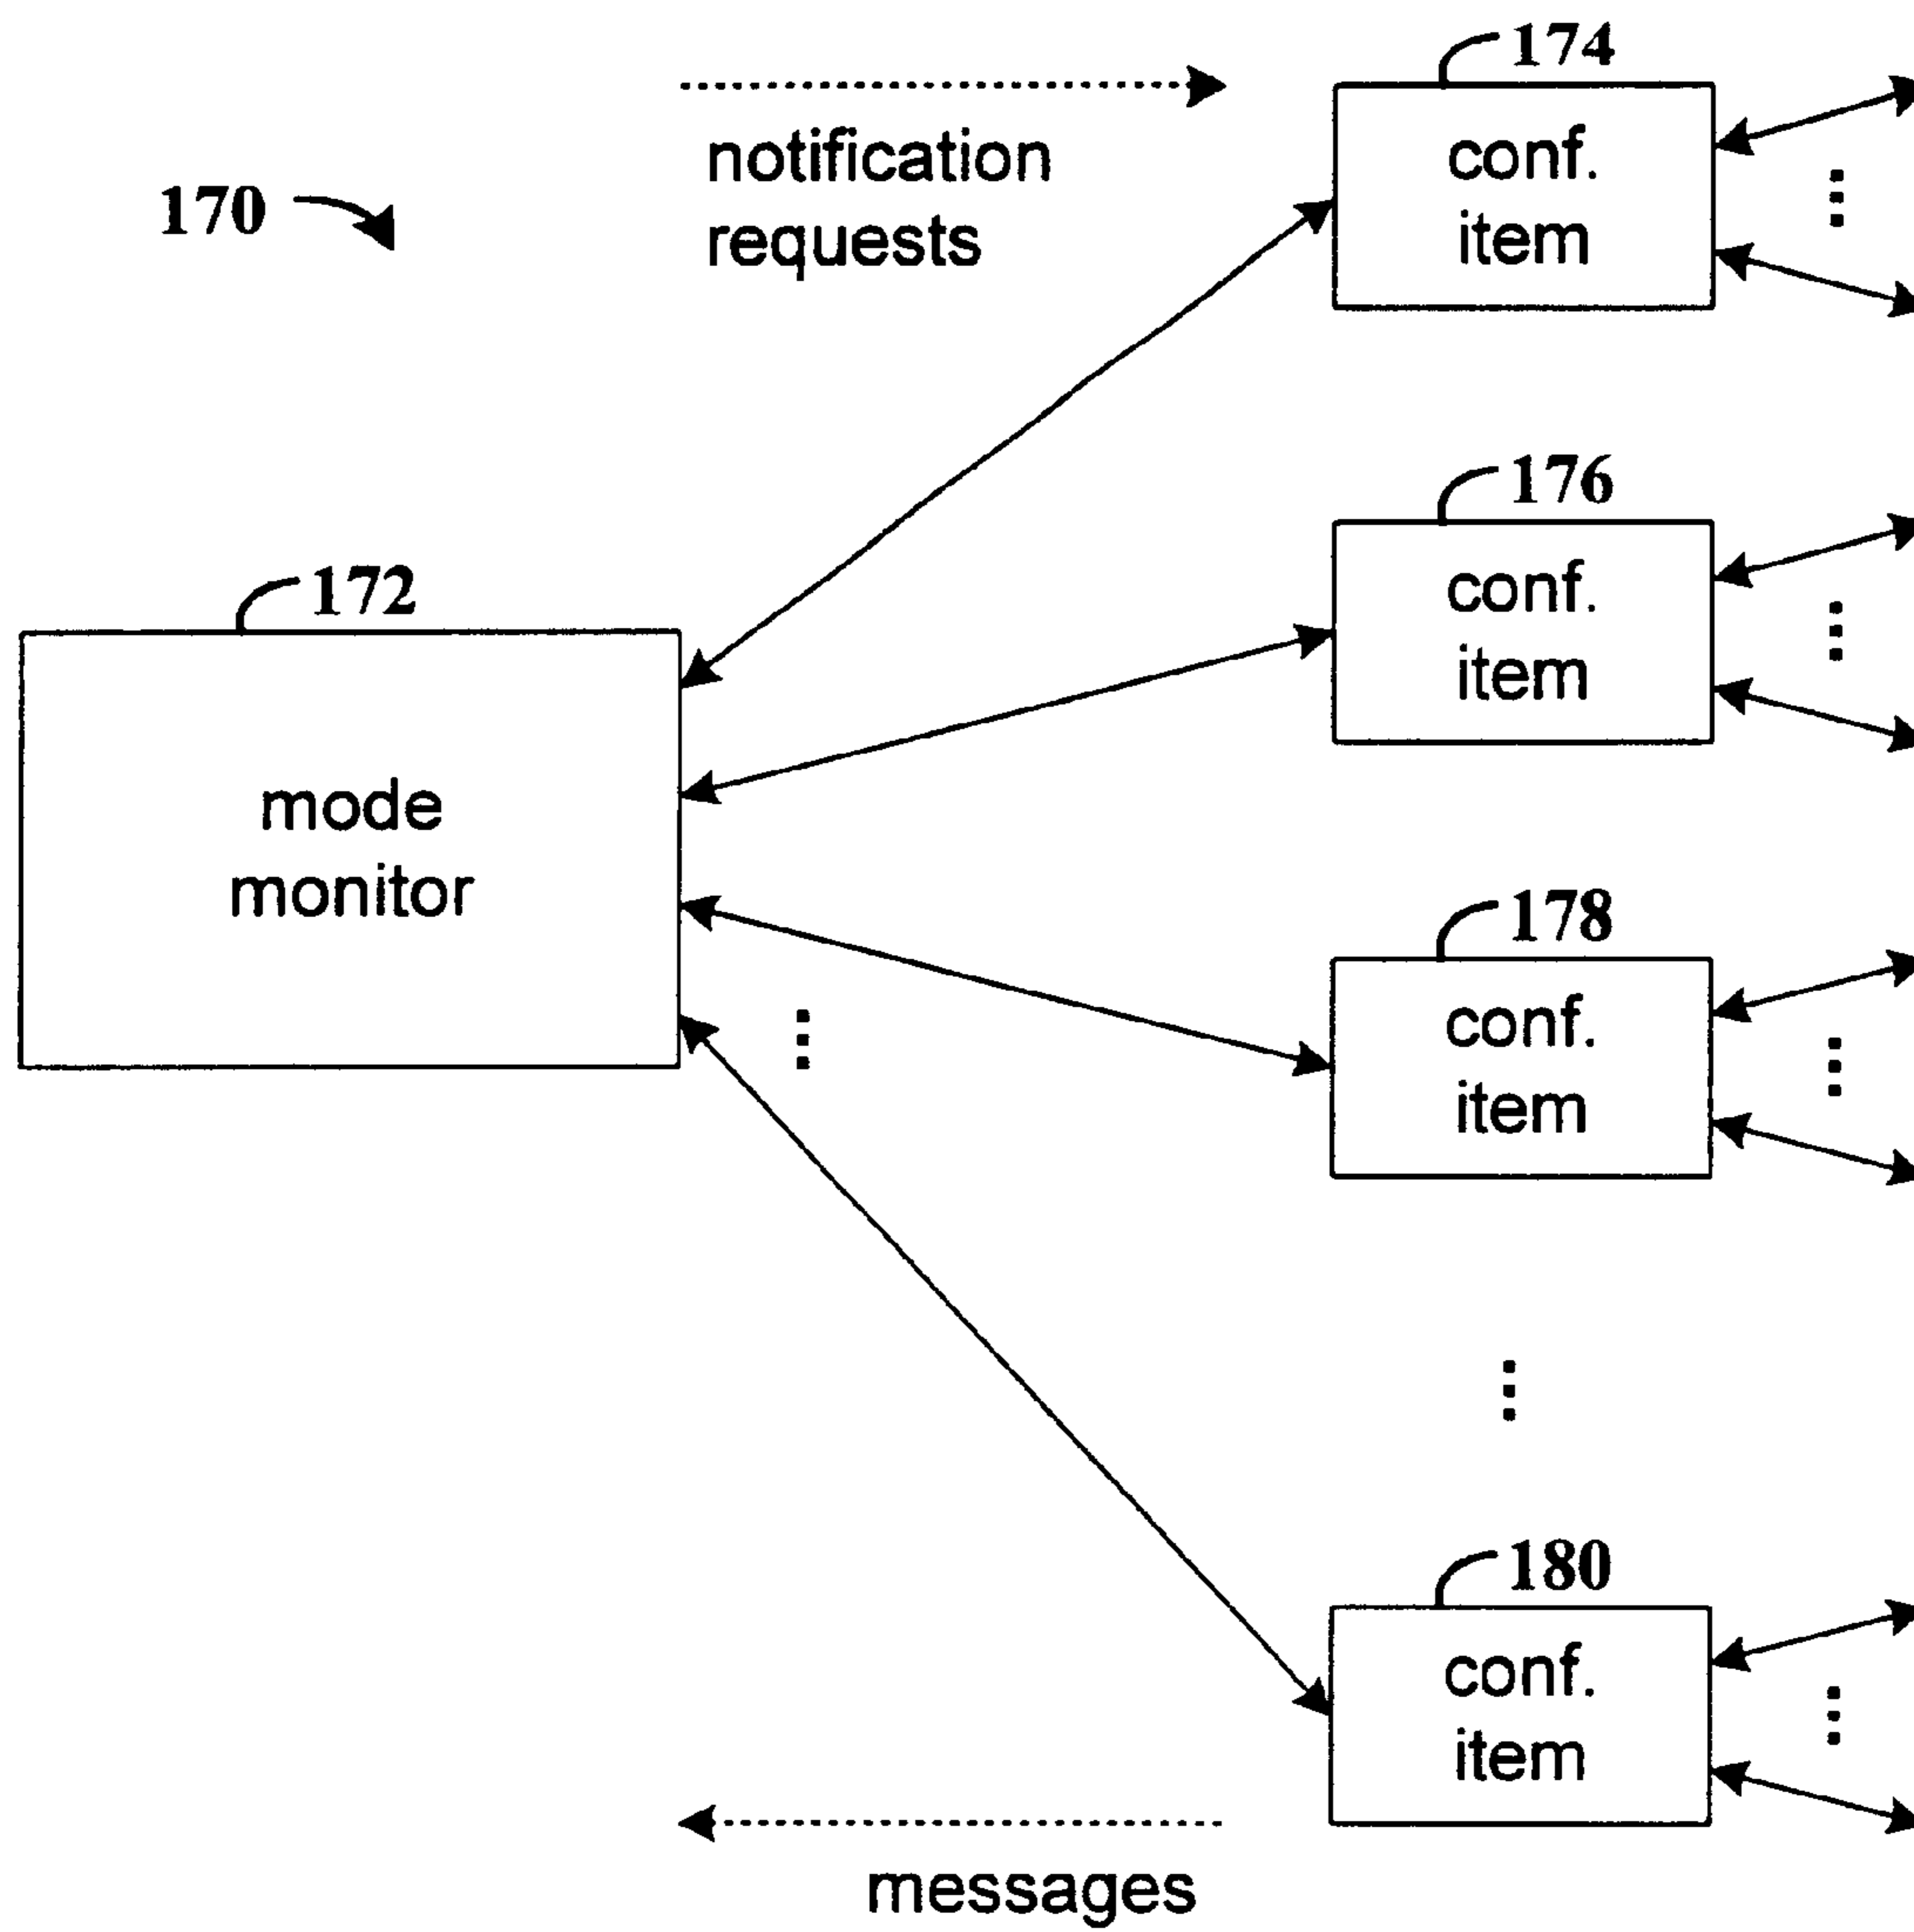 174
conf.
item
notification
requests
170
176
conf.
item
172
mode
monitor
178
conf.
item
180
conf.
item
messages